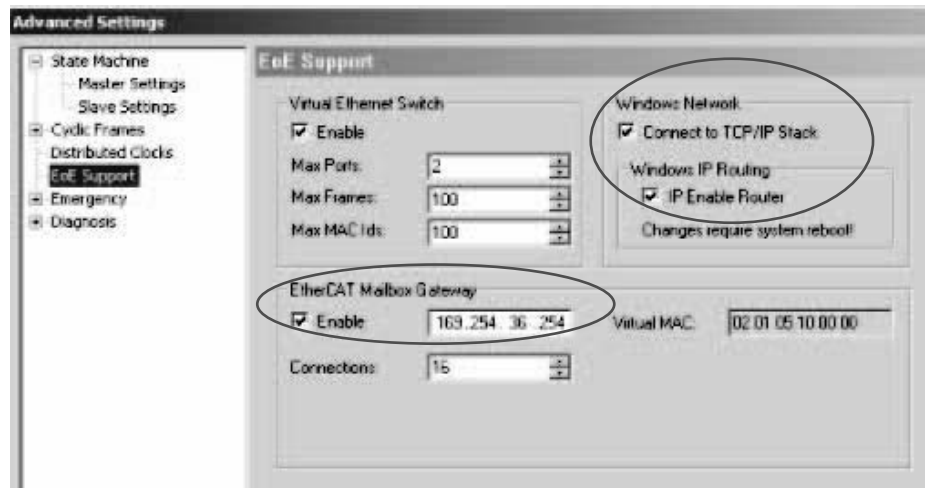 Advanced Settings
State Machine
Master Settings
Slave Settings
Cyclic Frames
Distributed Clocks
EoE Support
Emergency
Diagnosis
EoE Support
Virtual Ethernet Switch
Enable
Max Ports: 2
Max Frames: 100
Max MAC Ids: 100
Windows Network
Connect to TCP/IP Stack
Windows IP Routing
IP Enable Router
Changes require system reboot!
EtherCAT Mailbox Gateway
Enable 169 . 254 . 36 . 254
Virtual MAC: 02 01 05 10 00 00
Connections: 16